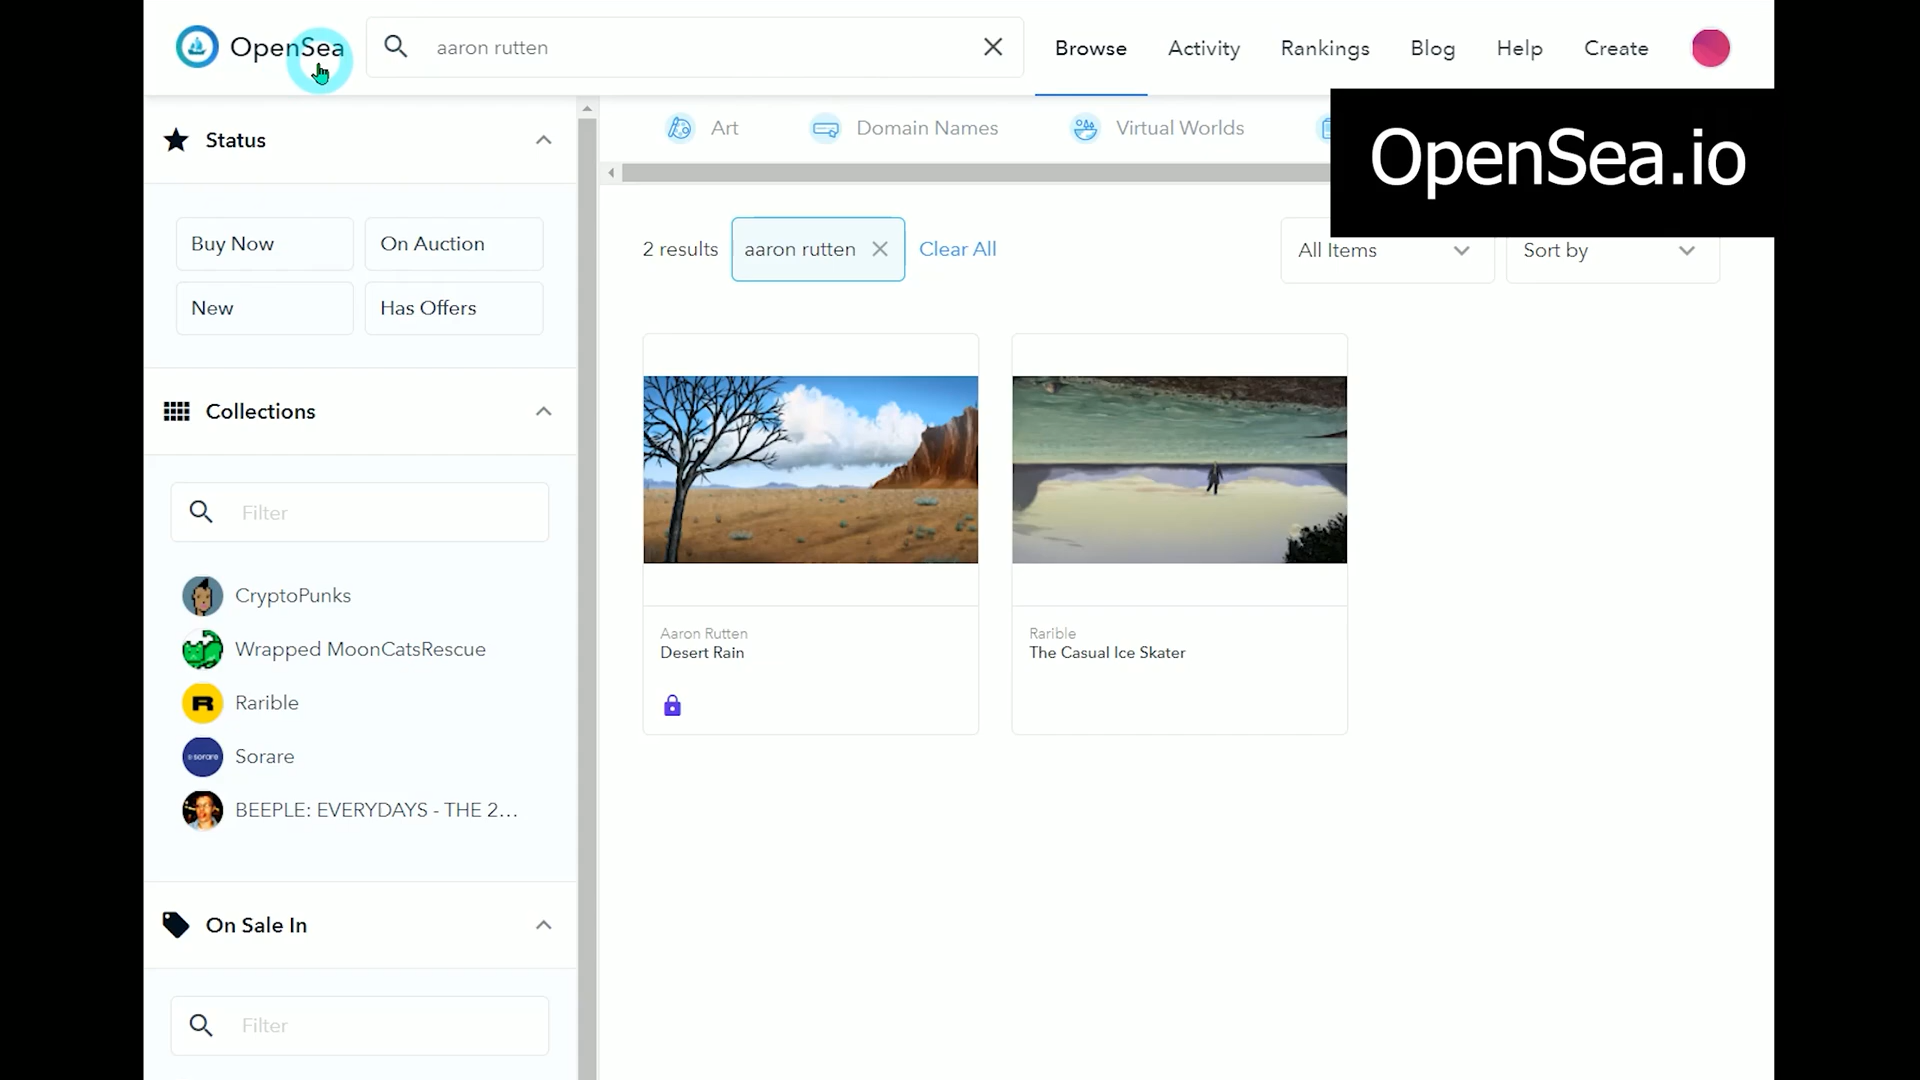 OpenSea
aaron rutten
Browse
Activity
Rankings
Blog
Help
Create
OpenSea.io
Status
Art
Domain Names
Virtual Worlds
Buy Now
On Auction
New
Has Offers
2 results
aaron rutten
Clear All
All Items
Sort by
Collections
Filter
CryptoPunks
Wrapped MoonCatsRescue
R
Rarible
sorare
Sorare
BEEPLE: EVERYDAYS - THE 2...
Aaron Rutten
Desert Rain
Rarible
The Casual Ice Skater
On Sale In
Filter